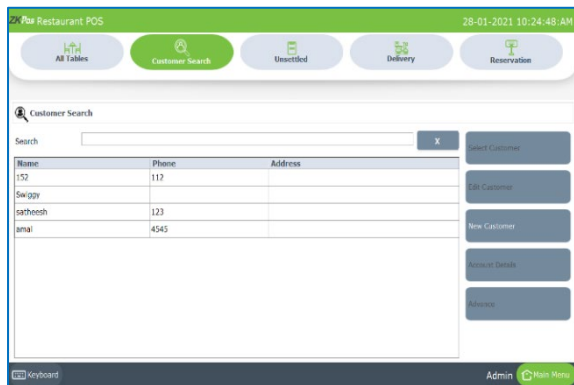 ZKPos Restaurant POS 28-01-2021 10:24:48:AM
All Tables Customer Search Unsettled Delivery Reservation
Customer Search
Search X
Name Phone Address
152 112
Swiggy
satheesh 123
amal 4545
Select Customer
Edit Customer
New Customer
Account Details
Advance
Keyboard Admin Main Menu